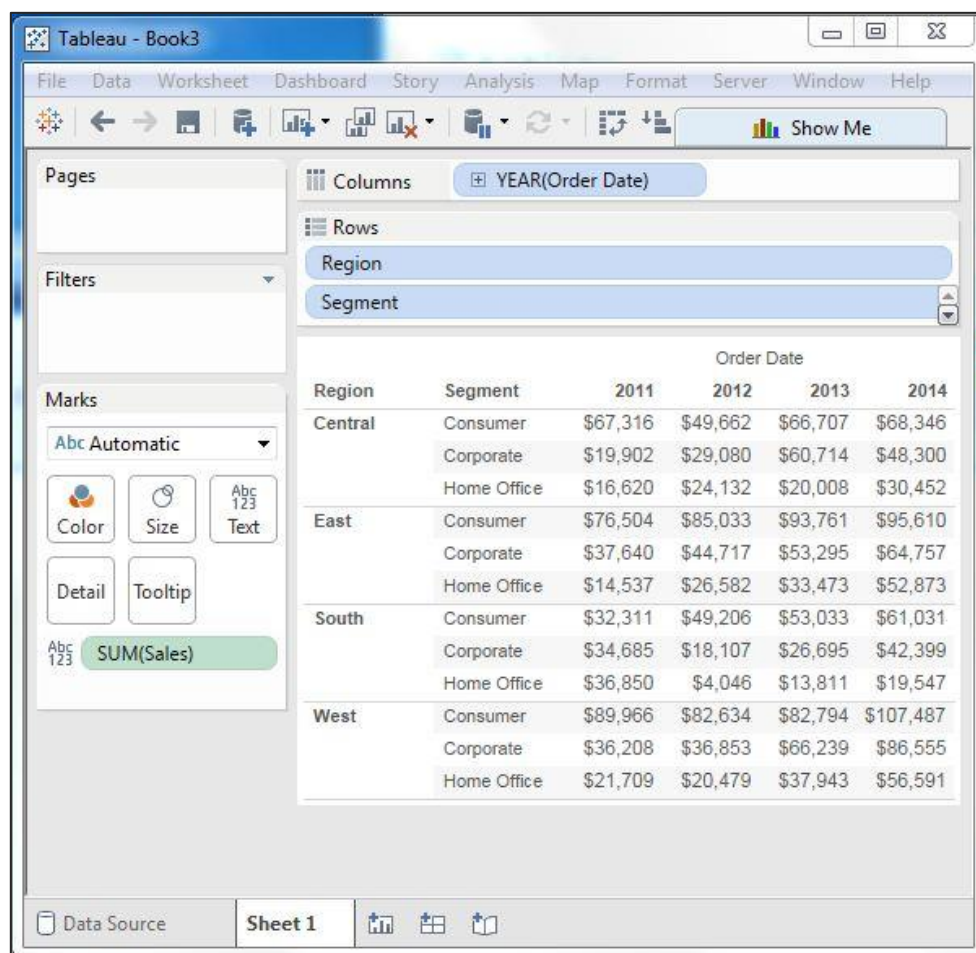 Tableau - Book3
File Data Worksheet Dashboard Story Analysis Map Format Server Window Help
Show Me
Pages
Columns
YEAR(Order Date)
Rows
Region
Segment
Filters
Marks
Abc Automatic
Color
Size
Abc
123
Text
Detail
Tooltip
Abc
123
SUM(Sales)
Order Date
Region Segment 2011 2012 2013 2014
Central Consumer $67,316 $49,662 $66,707 $68,346
Corporate $19,902 $29,080 $60,714 $48,300
Home Office $16,620 $24,132 $20,008 $30,452
East Consumer $76,504 $85,033 $93,761 $95,610
Corporate $37,640 $44,717 $53,295 $64,757
Home Office $14,537 $26,582 $33,473 $52,873
South Consumer $32,311 $49,206 $53,033 $61,031
Corporate $34,685 $18,107 $26,695 $42,399
Home Office $36,850 $4,046 $13,811 $19,547
West Consumer $89,966 $82,634 $82,794 $107,487
Corporate $36,208 $36,853 $66,239 $86,555
Home Office $21,709 $20,479 $37,943 $56,591
Data Source
Sheet 1